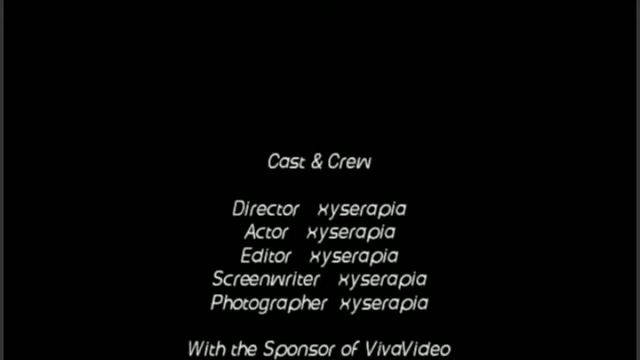 Cast & Crew
Director xyserapia
Actor xyserapia
Editor xyserapia
Screenwriter xyserapia
Photographer xyserapia
With the Sponsor of VivaVideo